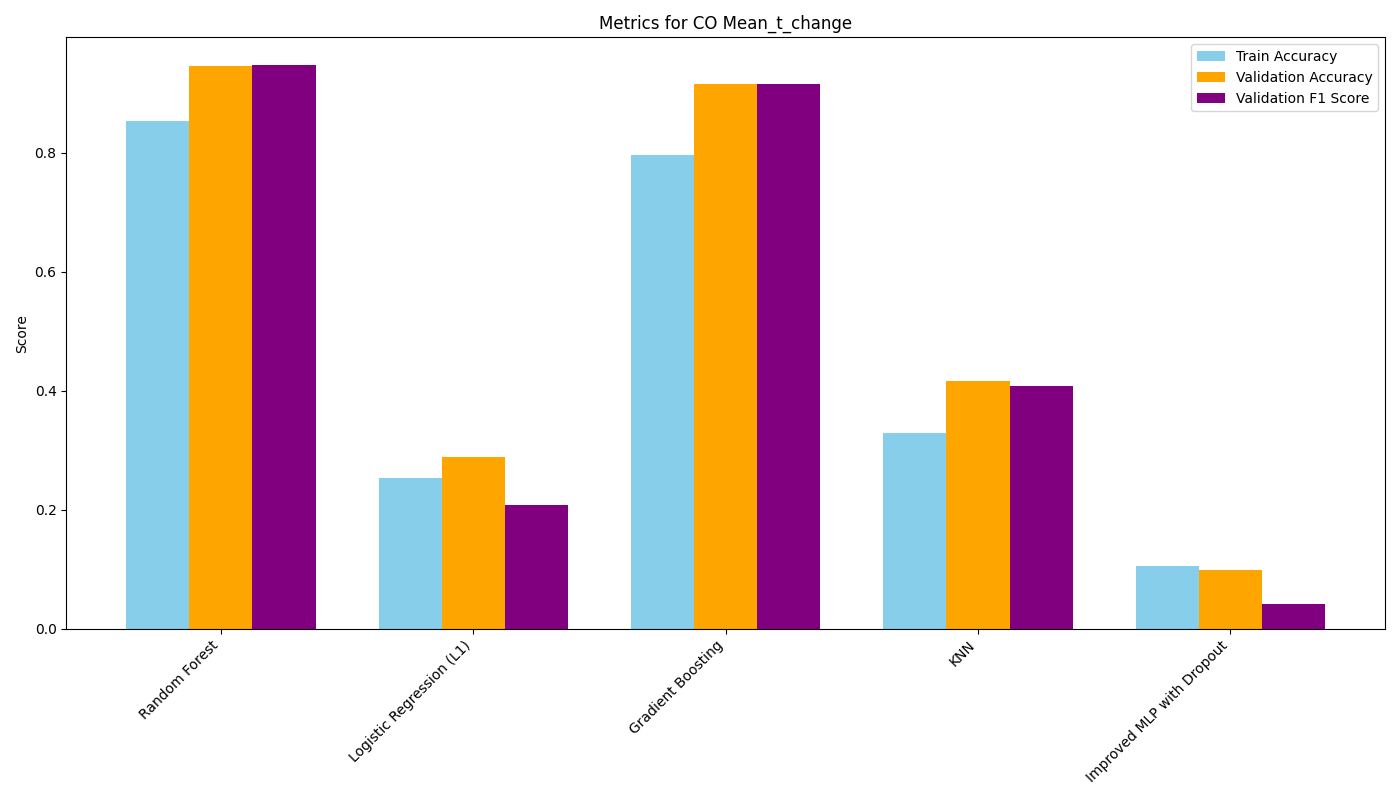 Metrics for CO Mean_t_change
Train Accuracy
Validation Accuracy
Validation F1 Score
Score
0.8
0.6
0.4
0.2
0.0
Random Forest
Logistic Regression (L1)
Gradient Boosting
KNN
Improved MLP with Dropout